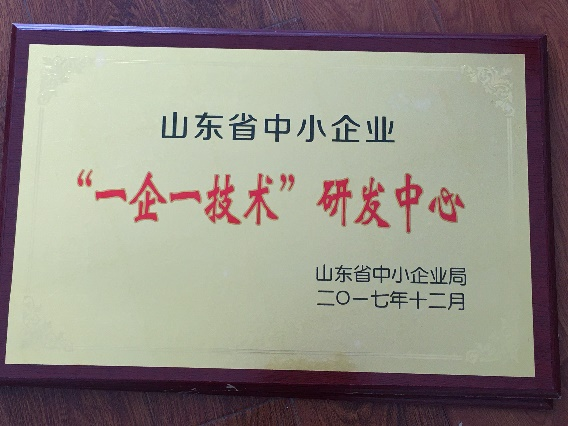 山东省中小企业
“一企一技术”研发中心
山东省中小企业局
二〇一七年十二月